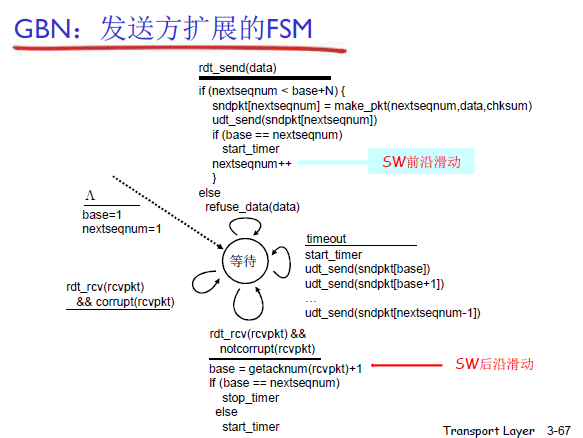 GBN：发送方扩展的FSM
rdt_send(data)
if (nextseqnum < base+N) {
sndpkt[nextseqnum] = make_pkt(nextseqnum,data,chksum)
udt_send(sndpkt[nextseqnum])
if (base == nextseqnum)
start_timer
nextseqnum++
SW前沿滑动
}
else
refuse_data(data)
Λ
base=1
nextseqnum=1
等待
timeout
start_timer
udt_send(sndpkt[base])
udt_send(sndpkt[base+1])
…
udt_send(sndpkt[nextseqnum-1])
rdt_rcv(rcvpkt)
&& corrupt(rcvpkt)
rdt_rcv(rcvpkt) &&
notcorrupt(rcvpkt)
base = getacknum(rcvpkt)+1
SW后沿滑动
If (base == nextseqnum)
stop_timer
else
start_timer
Transport Layer 3-67